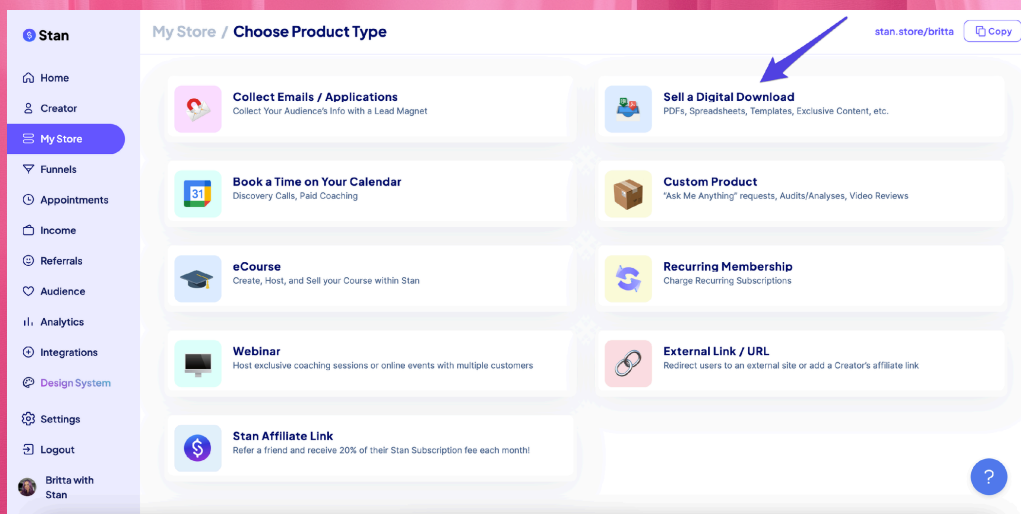 Stan
My Store / Choose Product Type
stan.store/britta
Copy
Home
Creator
My Store
Funnels
Appointments
Income
Referrals
Audience
Analytics
Integrations
Design System
Settings
Logout
Britta with
Stan
Collect Emails / Applications
Collect Your Audience's Info with a Lead Magnet
Sell a Digital Download
PDFs, Spreadsheets, Templates, Exclusive Content, etc.
31
Book a Time on Your Calendar
Discovery Calls, Paid Coaching
Custom Product
"Ask Me Anything" requests, Audits/Analyses, Video Reviews
eCourse
Create, Host, and Sell your Course within Stan
Recurring Membership
Charge Recurring Subscriptions
Webinar
Host exclusive coaching sessions or online events with multiple customers
External Link / URL
Redirect users to an external site or add a Creator's affiliate link
$
Stan Affiliate Link
Refer a friend and receive 20% of their Stan Subscription fee each month!
?